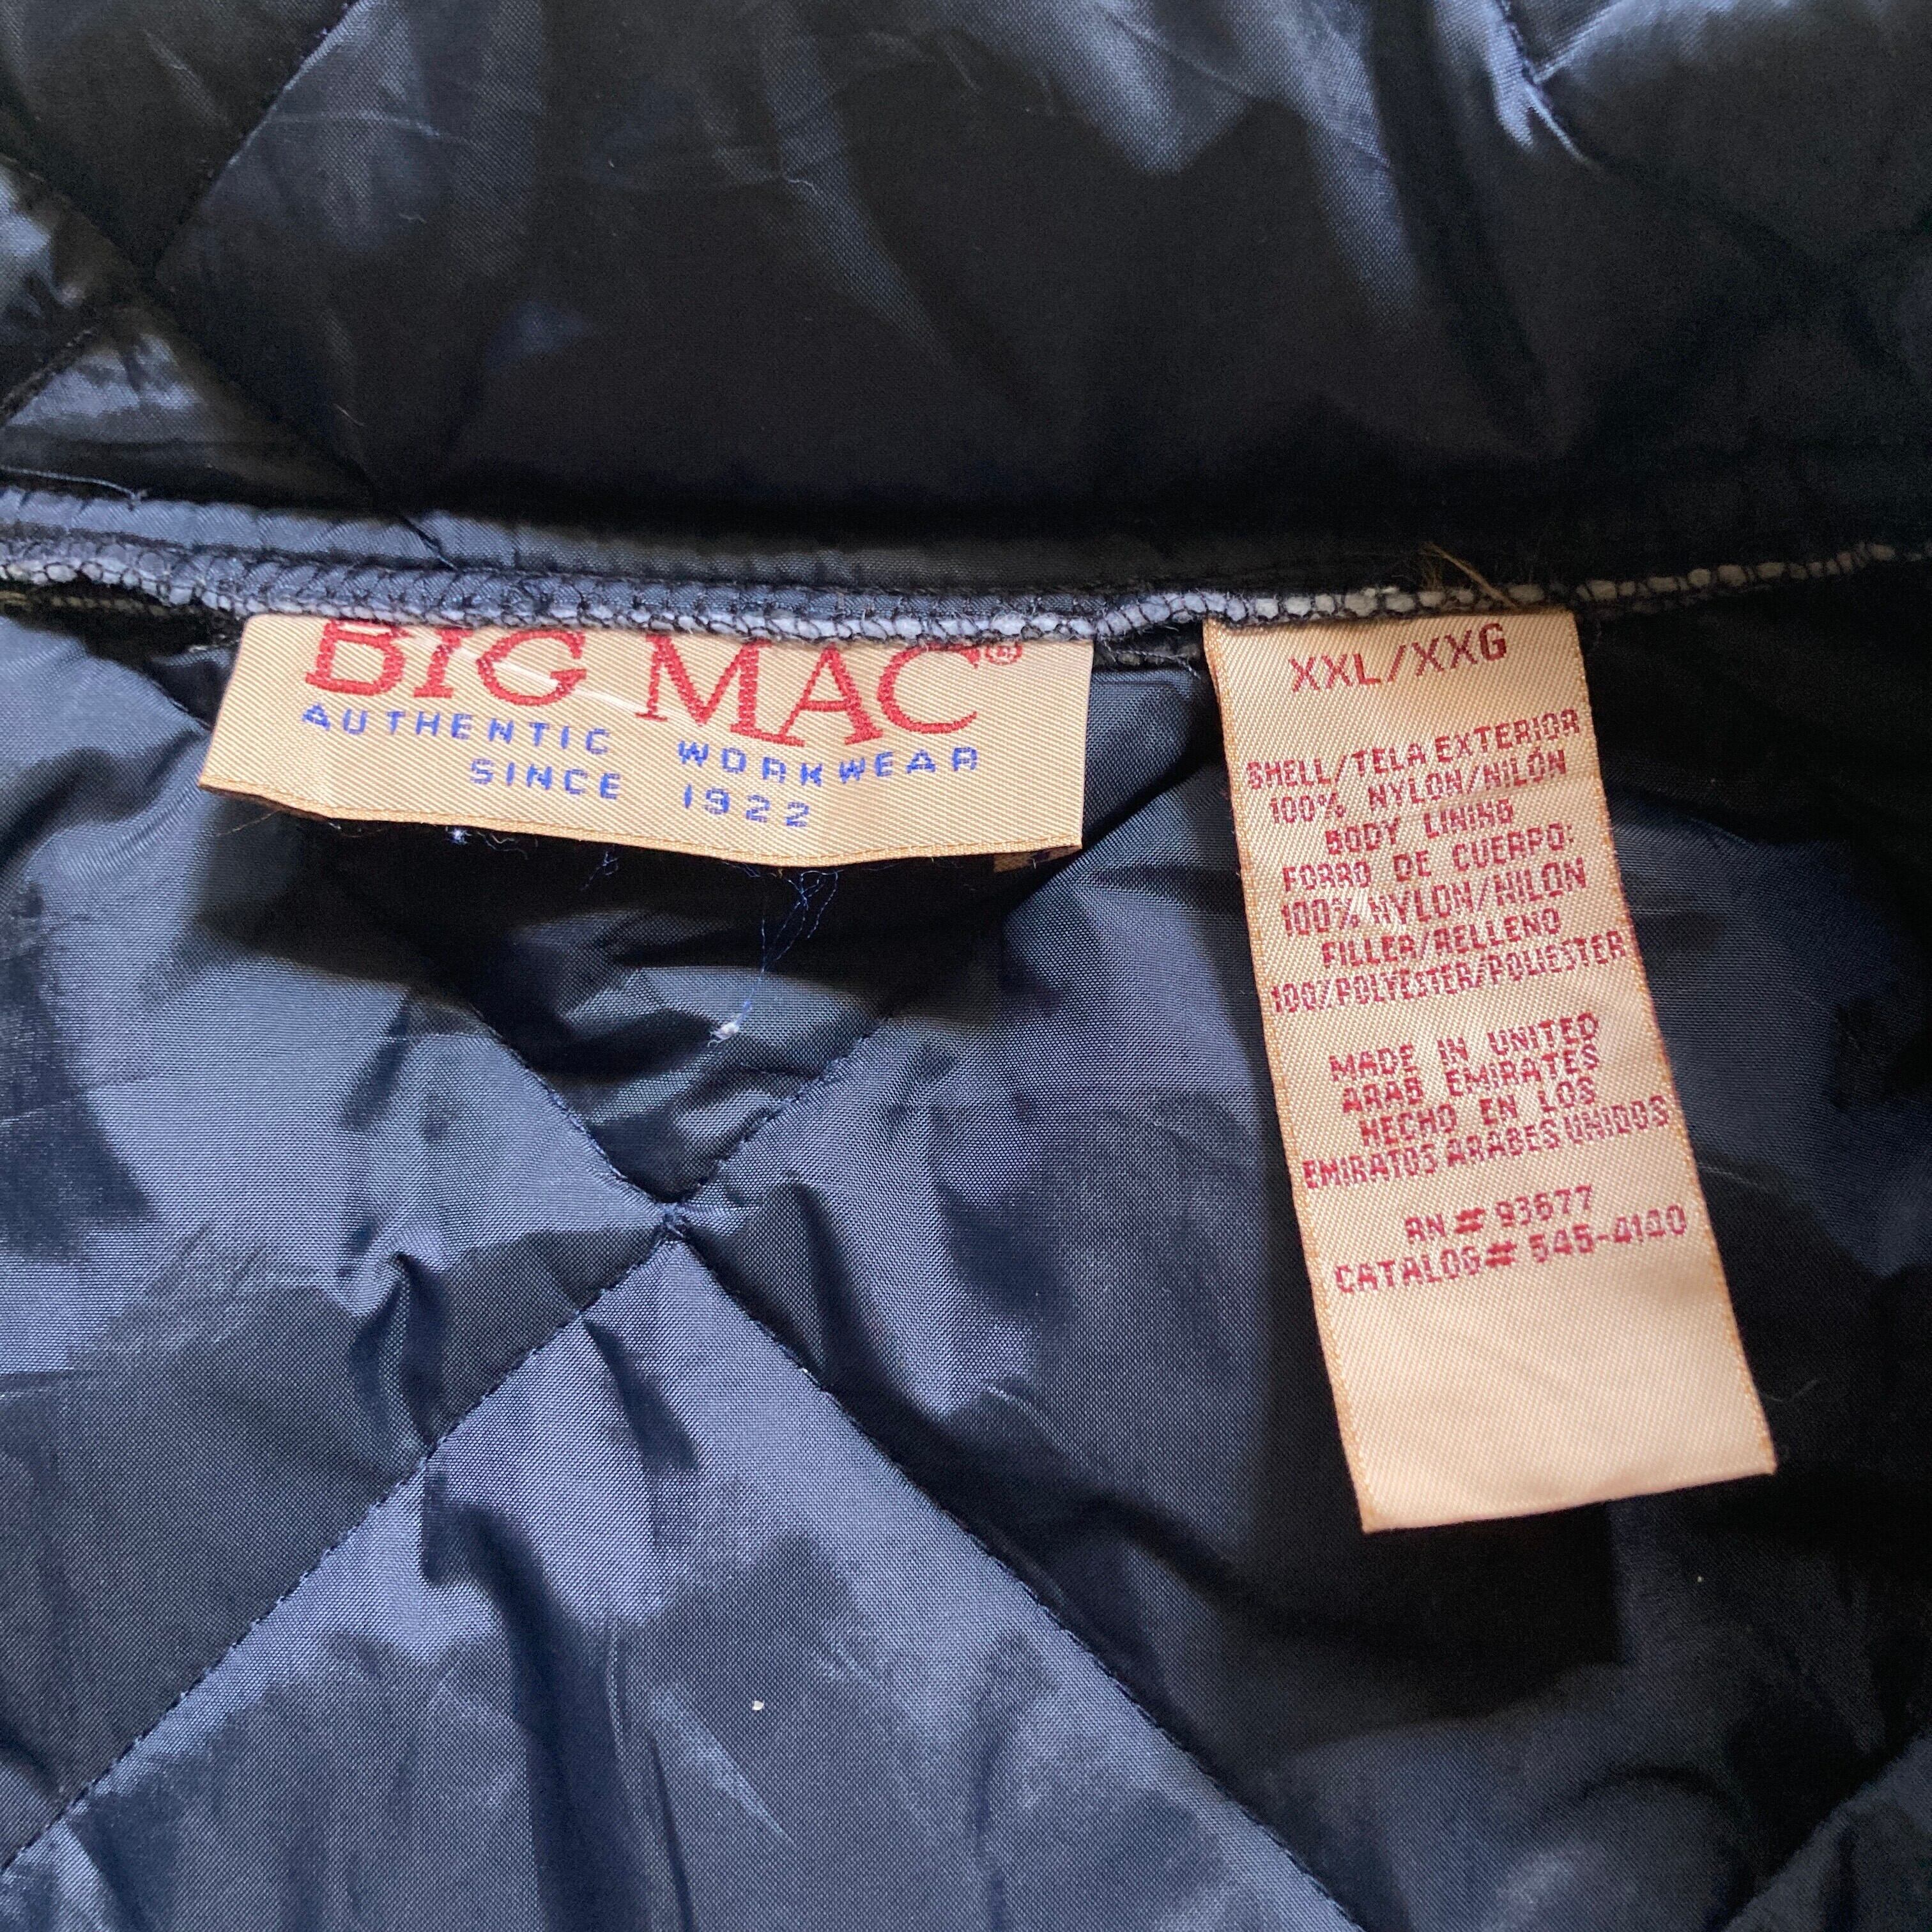 BIG MAC®
AUTHENTIC WORKWEAR
SINCE 1922
XXL/XXG
SHELL/TELA EXTERIOR
100% NYLON/NILÓN
BODY LINING
FORRO DE CUERPO:
100% NYLON/NILON
FILLER/RELLENO
100%POLYESTER/POLIESTER
MADE IN UNITED
ARAB EMIRATES
HECHO EN LOS
EMIRATOS ARABES UNIDOS
RN# 93677
CATALOG# 545-4140